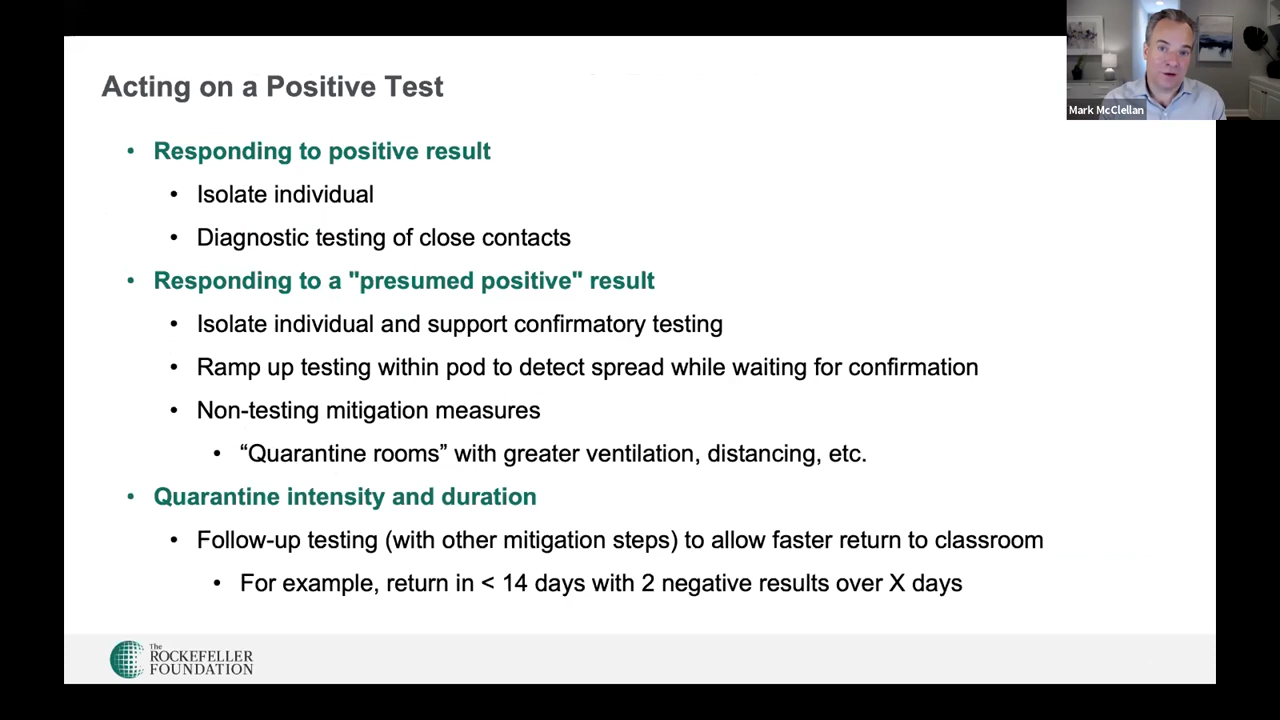 Acting on a Positive Test
Mark McClellan
• Responding to positive result
• Isolate individual
• Diagnostic testing of close contacts
• Responding to a "presumed positive" result
• Isolate individual and support confirmatory testing
• Ramp up testing within pod to detect spread while waiting for confirmation
• Non-testing mitigation measures
• “Quarantine rooms” with greater ventilation, distancing, etc.
• Quarantine intensity and duration
• Follow-up testing (with other mitigation steps) to allow faster return to classroom
• For example, return in < 14 days with 2 negative results over X days
The
ROCKEFELLER
FOUNDATION